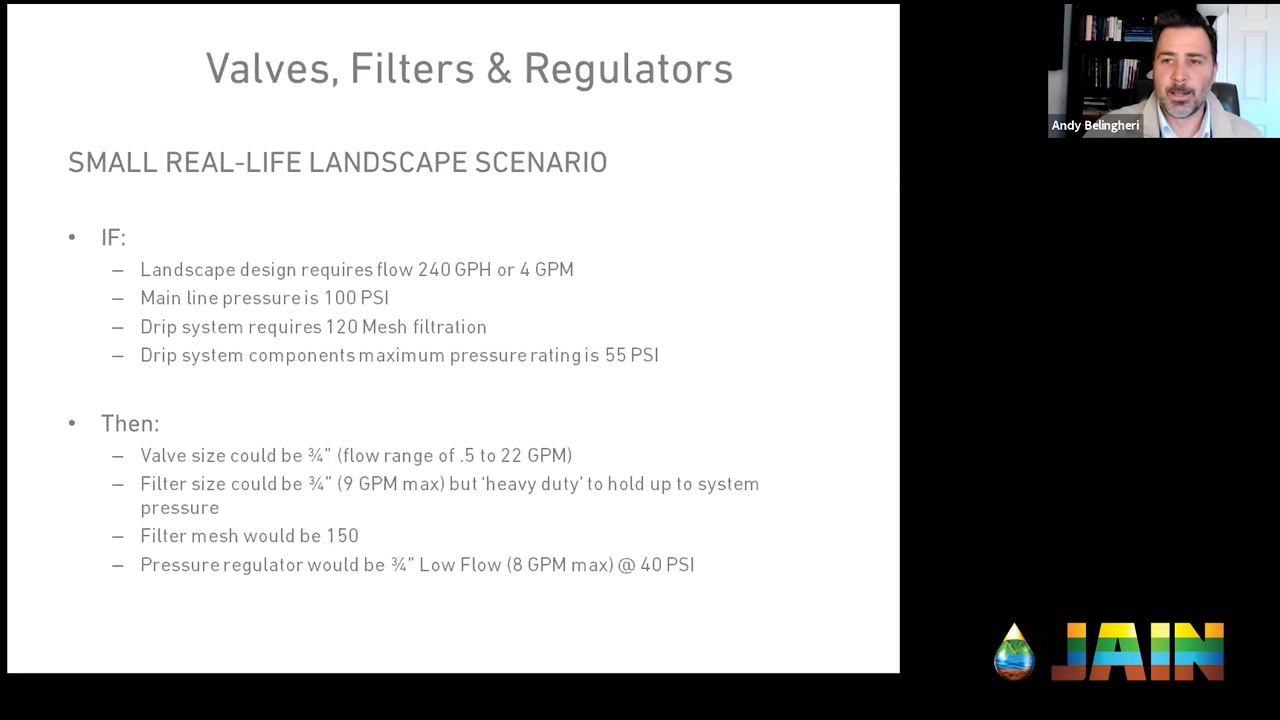 Valves, Filters & Regulators
SMALL REAL-LIFE LANDSCAPE SCENARIO
• IF:
– Landscape design requires flow 240 GPH or 4 GPM
– Main line pressure is 100 PSI
– Drip system requires 120 Mesh filtration
– Drip system components maximum pressure rating is 55 PSI
• Then:
– Valve size could be ¾” (flow range of .5 to 22 GPM)
– Filter size could be ¾” (9 GPM max) but ‘heavy duty’ to hold up to system
pressure
– Filter mesh would be 150
– Pressure regulator would be ¾” Low Flow (8 GPM max) @ 40 PSI
Andy Belingheri
JAIN